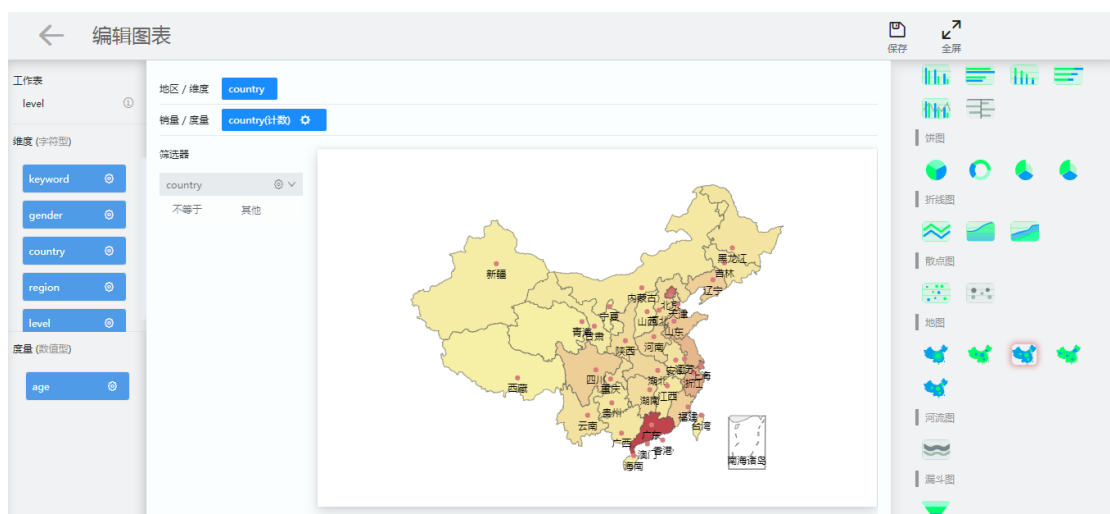 编辑图表
保存
全屏
工作表
level
维度 (字符型)
keyword
gender
country
region
level
度量 (数值型)
age
地区 / 维度
country
销量 / 度量
country(计数)
筛选器
country
不等于 其他
黑龙江
吉林
新疆
辽宁
内蒙古
北京
天津
宁夏
山西
河北
山东
青海
甘肃
陕西
河南
四川
重庆
湖北
安徽
江苏
上海
浙江
西藏
湖南
江西
贵州
云南
福建
台湾
广西
广东
澳门
香港
海南
南海诸岛
饼图
折线图
散点图
地图
河流图
漏斗图